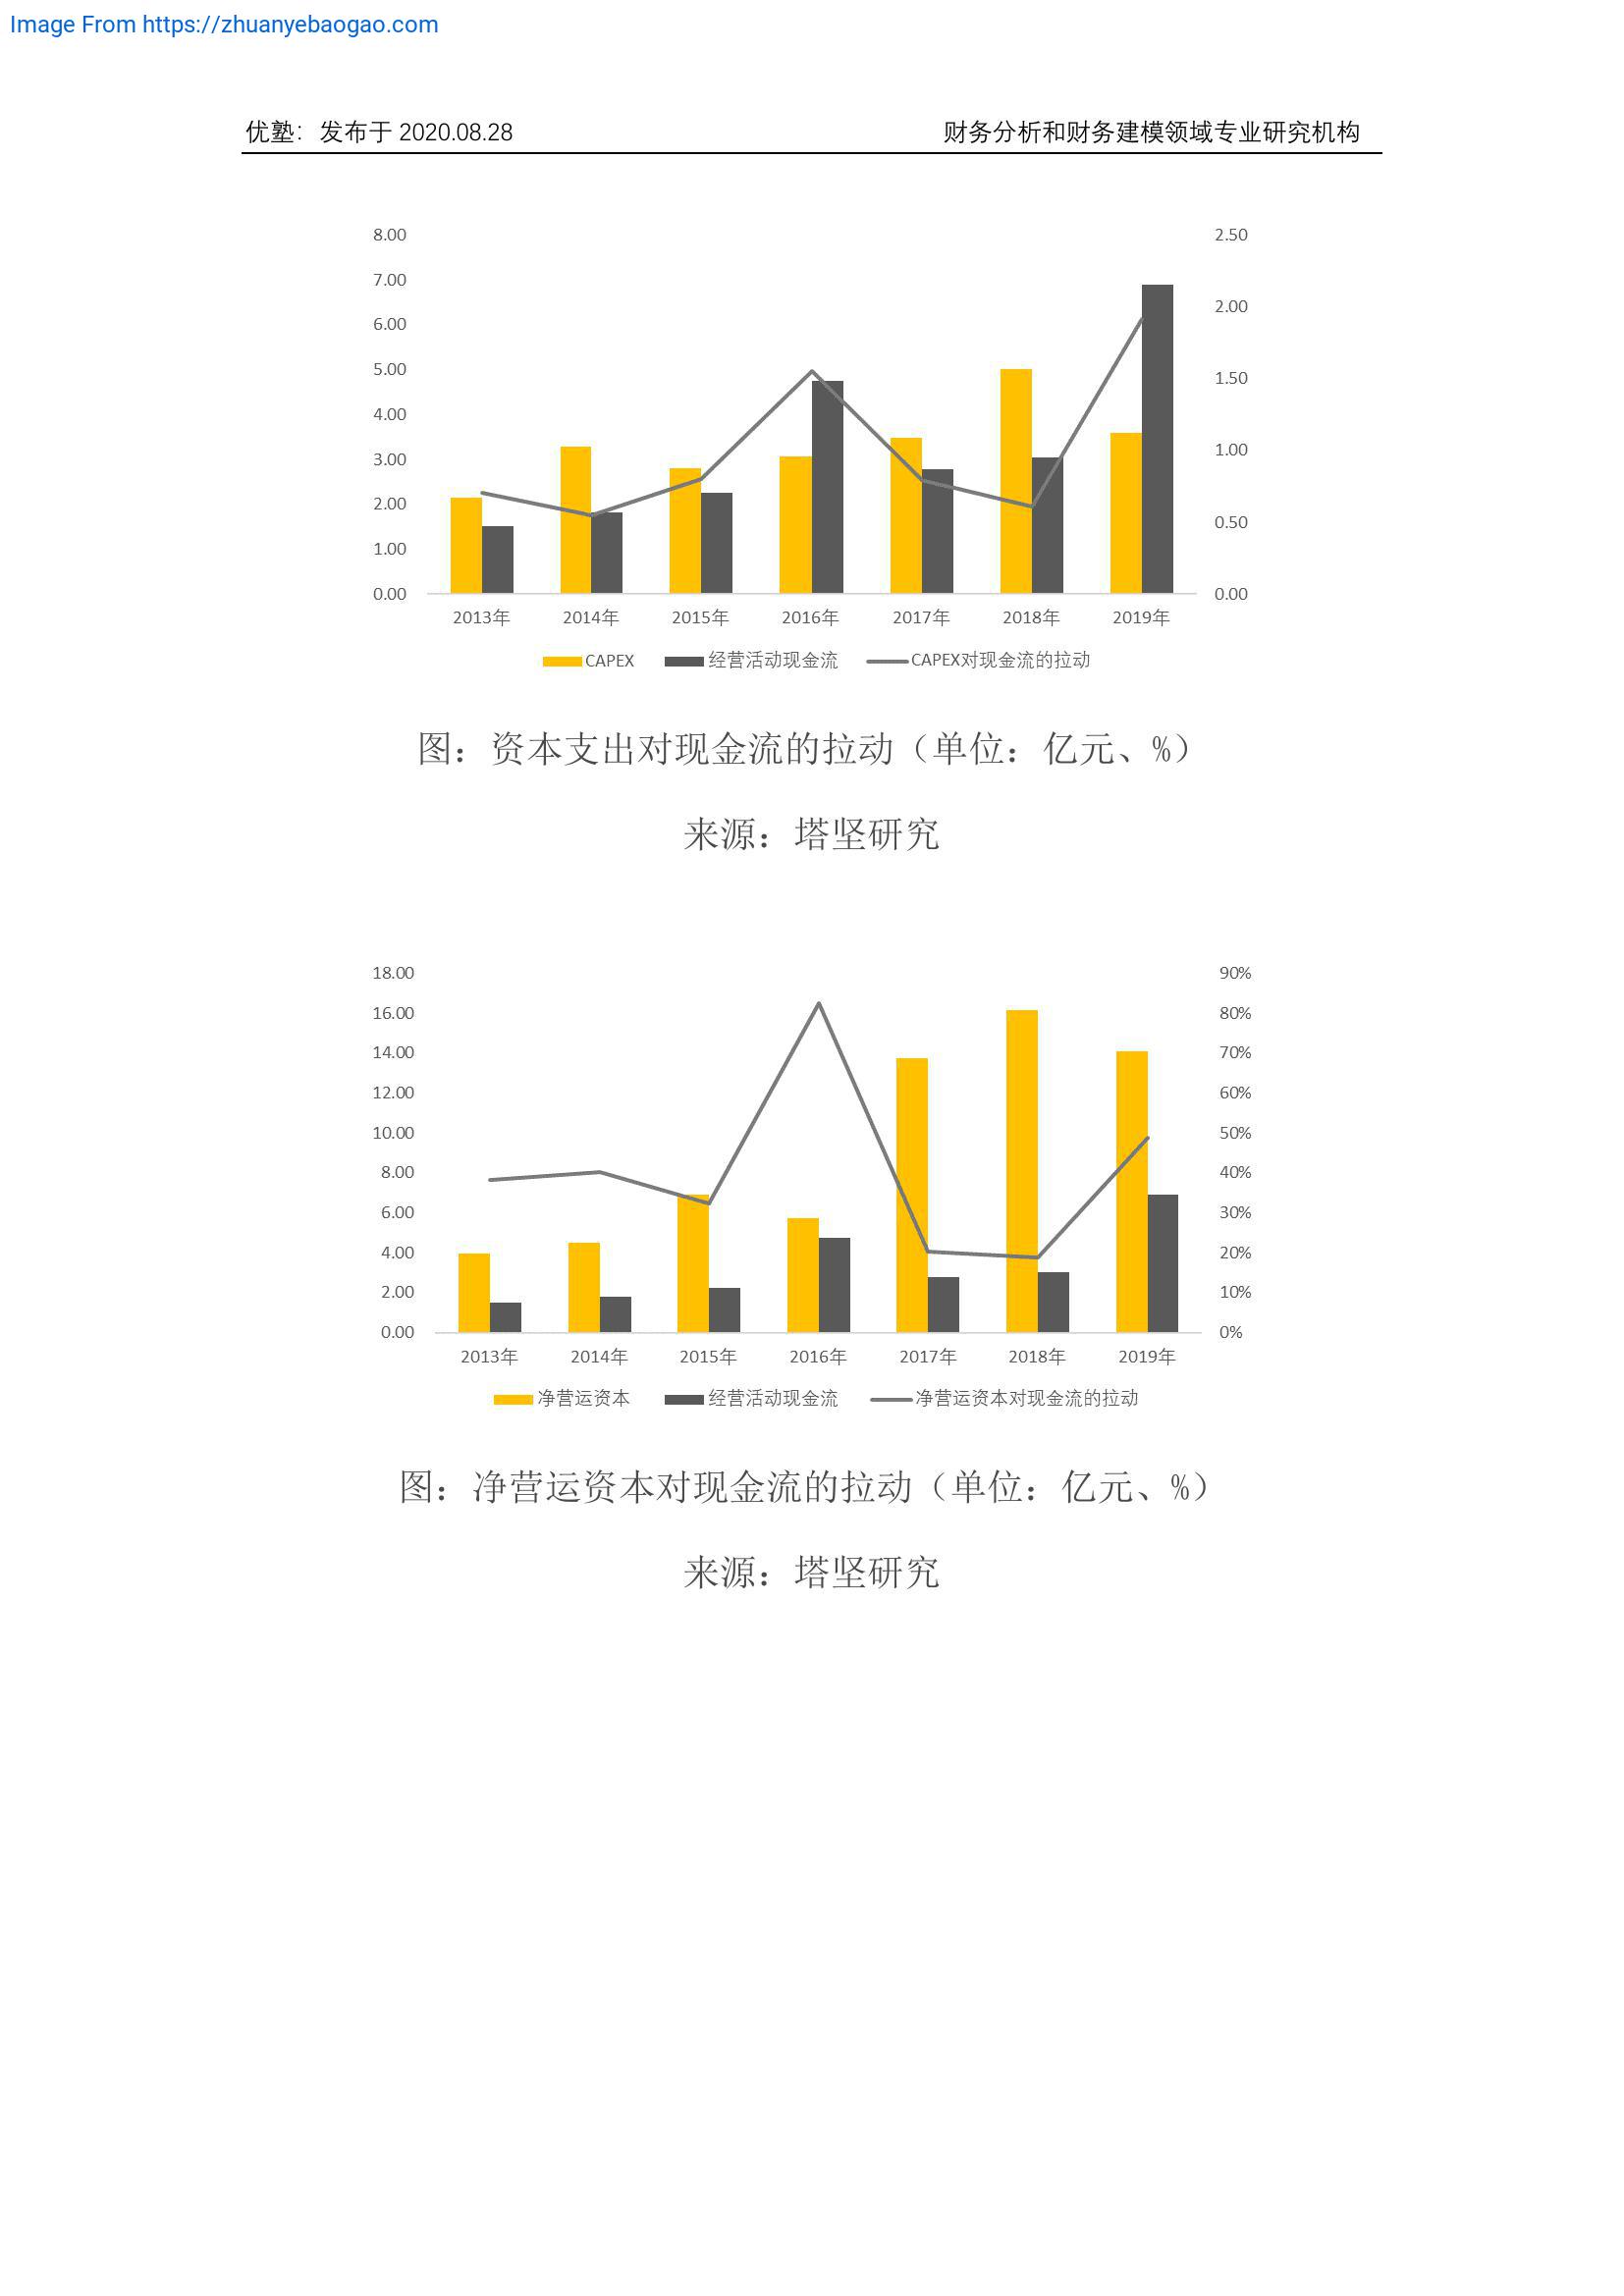 Image From https://zhuanyebaogao.com
优塾：发布于 2020.08.28 财务分析和财务建模领域专业研究机构
8.00 2.50
7.00
6.00 2.00
5.00 1.50
4.00
3.00 1.00
2.00 0.50
1.00
0.00 0.00
2013年 2014年 2015年 2016年 2017年 2018年 2019年
CAPEX 经营活动现金流 CAPEX对现金流的拉动
图：资本支出对现金流的拉动（单位：亿元、%）
来源：塔坚研究
18.00 90%
16.00 80%
14.00 70%
12.00 60%
10.00 50%
8.00 40%
6.00 30%
4.00 20%
2.00 10%
0.00 0%
2013年 2014年 2015年 2016年 2017年 2018年 2019年
净营运资本 经营活动现金流 净营运资本对现金流的拉动
图：净营运资本对现金流的拉动（单位：亿元、%）
来源：塔坚研究